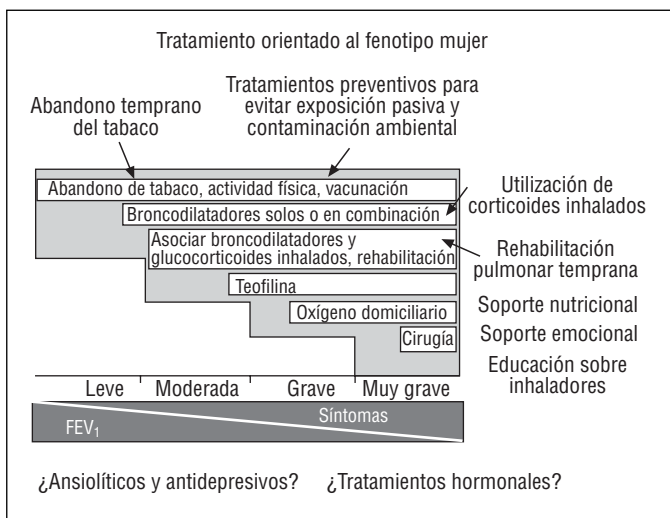 Tratamiento orientado al fenotipo mujer
Abandono temprano
del tabaco
Tratamientos preventivos para
evitar exposición pasiva y
contaminación ambiental
Abandono de tabaco, actividad física, vacunación
Utilización de
corticoides inhalados
Broncodilatadores solos o en combinación
Asociar broncodilatadores y
glucocorticoides inhalados, rehabilitación
Rehabilitación
pulmonar temprana
Teofilina
Oxígeno domiciliario
Soporte nutricional
Cirugía
Soporte emocional
Educación sobre
inhaladores
Leve Moderada Grave Muy grave
Síntomas
FEV1
¿Ansiolíticos y antidepresivos? ¿Tratamientos hormonales?